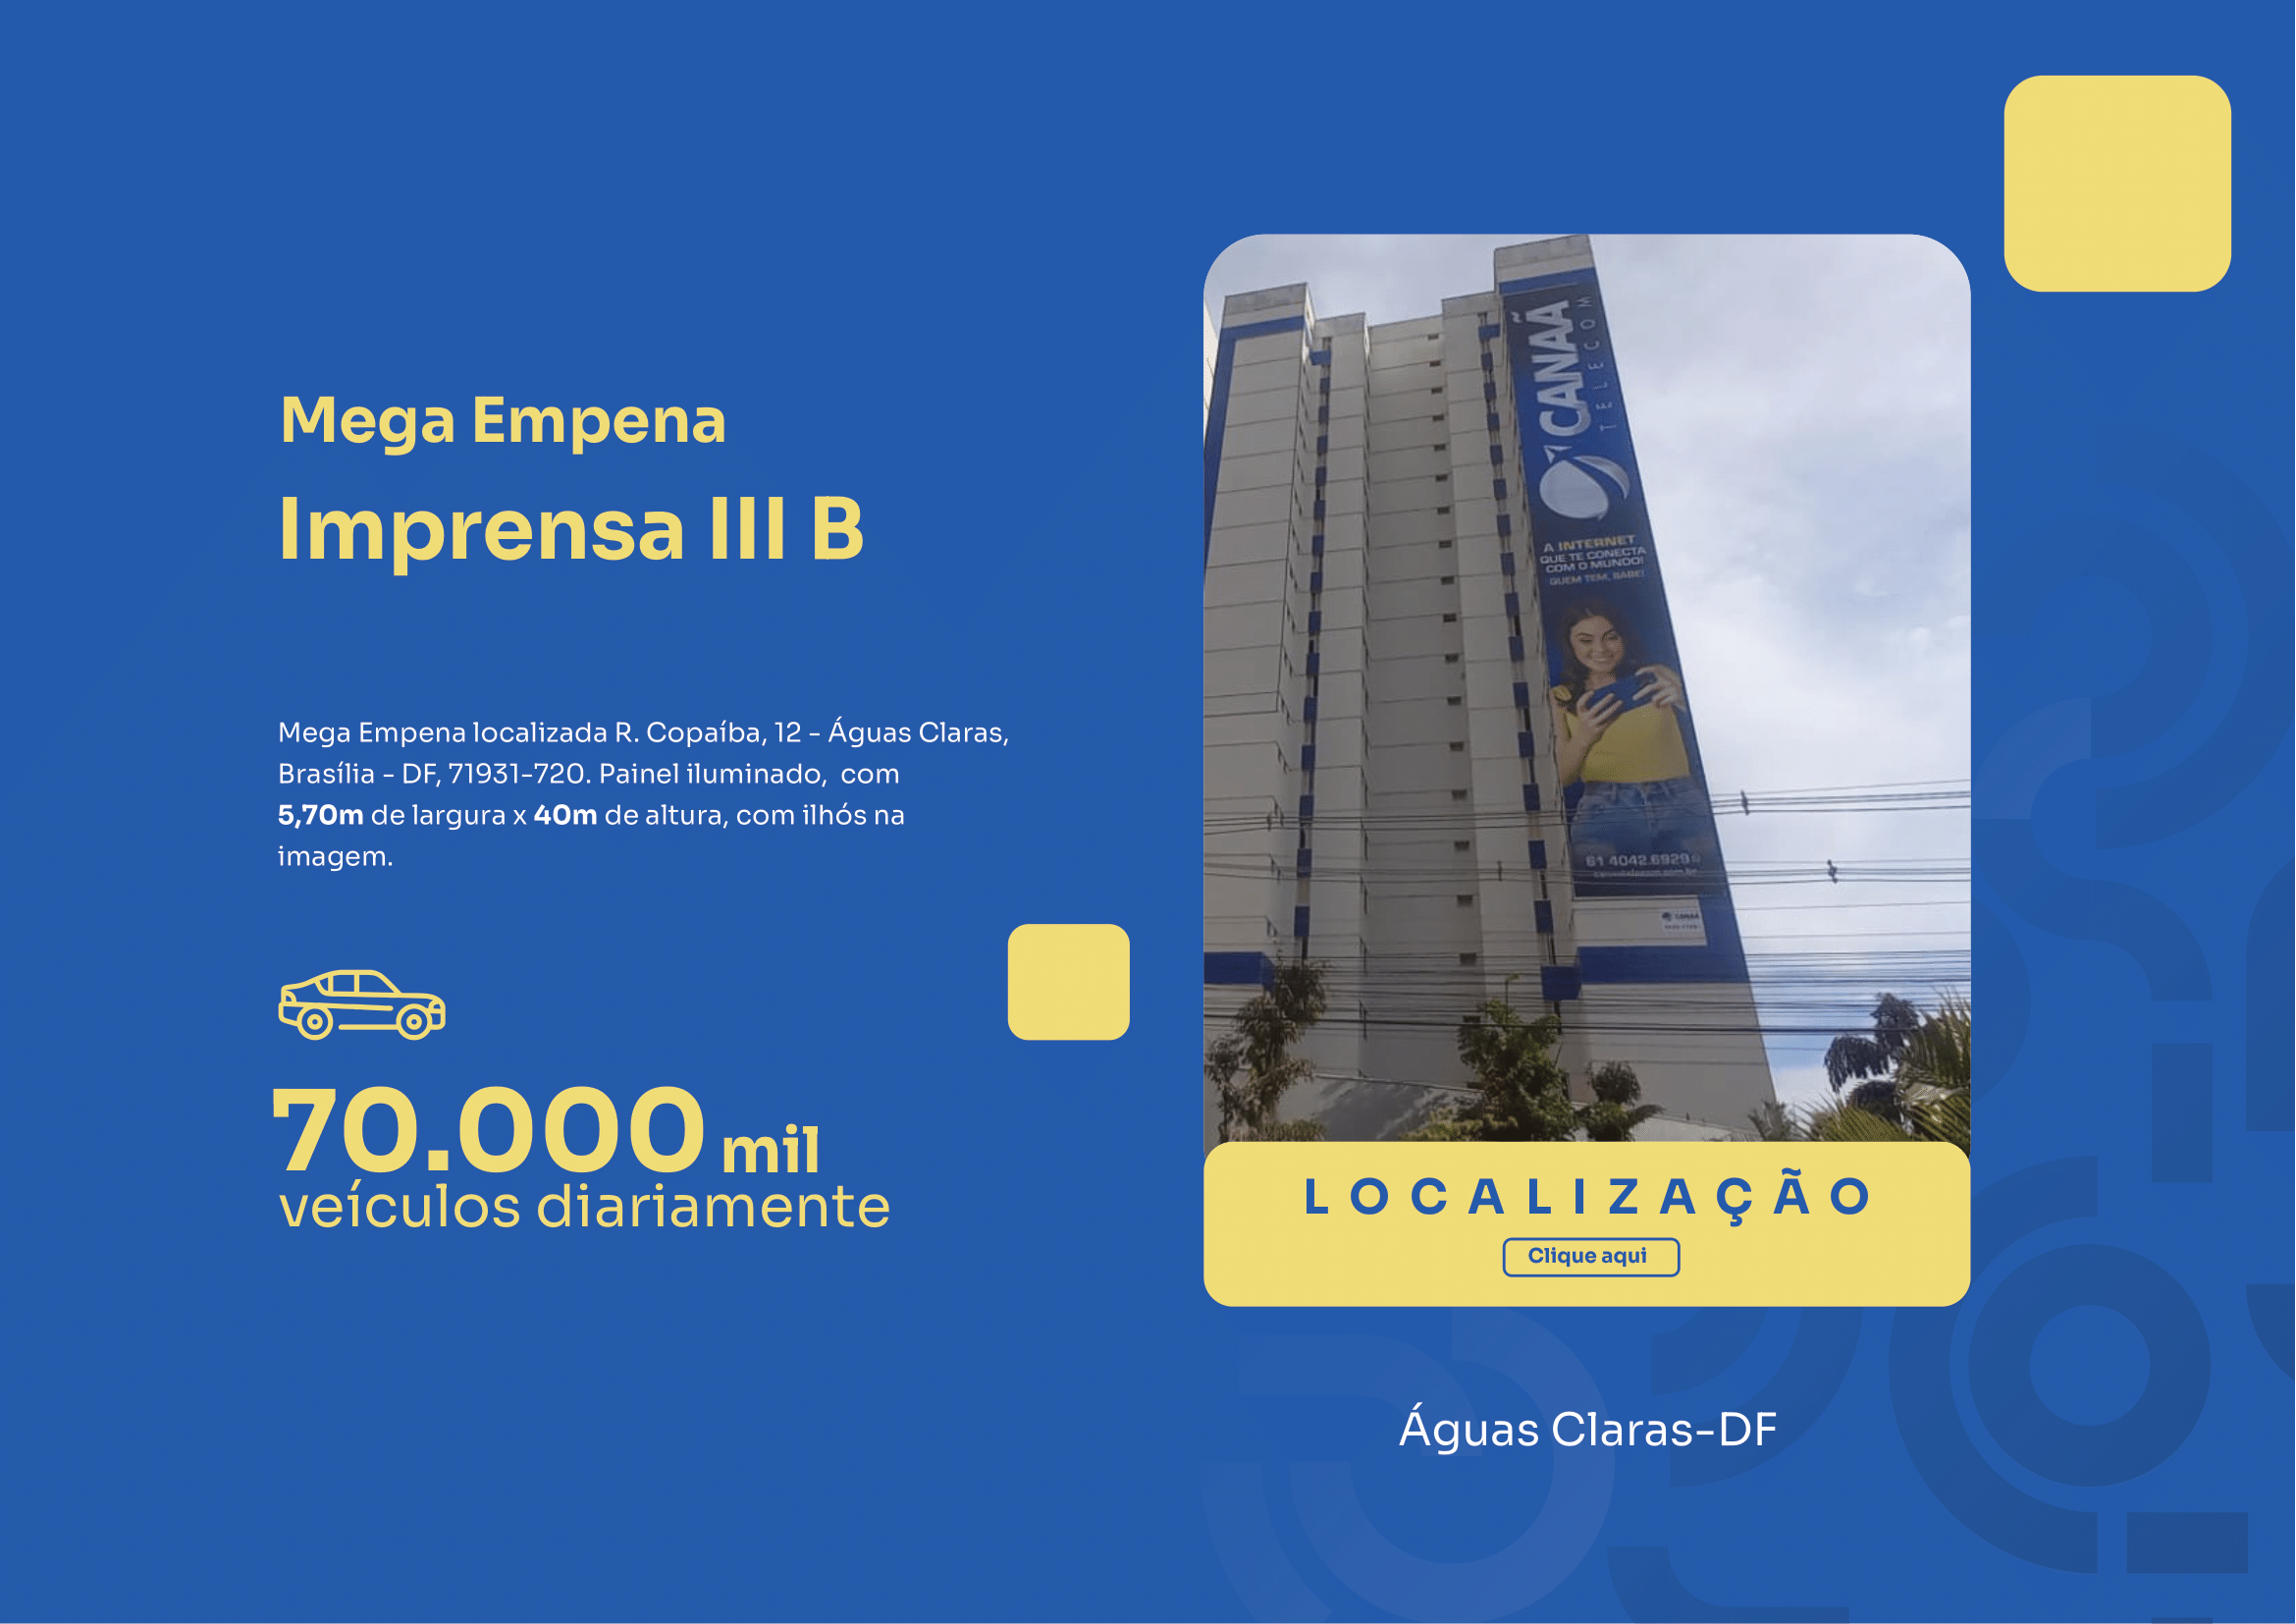 Mega Empena
Imprensa III B
Mega Empena localizada R. Copaíba, 12 - Águas Claras,
Brasília - DF, 71931-720. Painel iluminado,  com
5,70m de largura x 40m de altura, com ilhós na
imagem.
70.000 mil
veículos diariamente
CANAÃ
TELECOM
A INTERNET
QUE TE CONECTA
COM O MUNDO!
QUEM TEM, SABE!
61 4042.6929
CANAÃ
LOCALIZAÇÃO
Clique aqui
Águas Claras-DF